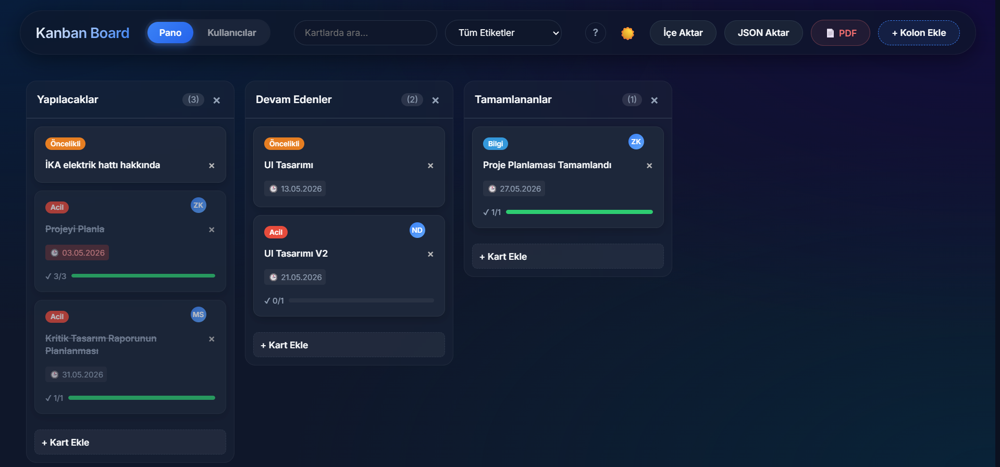 Kanban Board
Pano
Kullanıcılar
Kartlarda ara...
Tüm Etiketler
?
İçe Aktar
JSON Aktar
PDF
+ Kolon Ekle
Yapılacaklar (3) ×
Öncelikli
İKA elektrik hattı hakkında ×
Acil ZK
Projeyi Planla ×
03.05.2026
✓ 3/3
Acil MS
Kritik Tasarım Raporunun ×
Planlanması
31.05.2026
✓ 1/1
+ Kart Ekle
Devam Edenler (2) ×
Öncelikli
UI Tasarımı ×
13.05.2026
Acil ND
UI Tasarımı V2 ×
21.05.2026
✓ 0/1
+ Kart Ekle
Tamamlananlar (1) ×
Bilgi ZK
Proje Planlaması Tamamlandı ×
27.05.2026
✓ 1/1
+ Kart Ekle